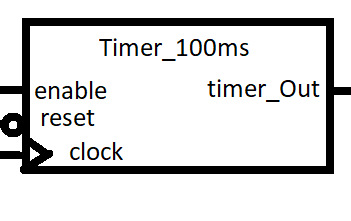 Timer_100ms
enable timer_Out
reset
clock